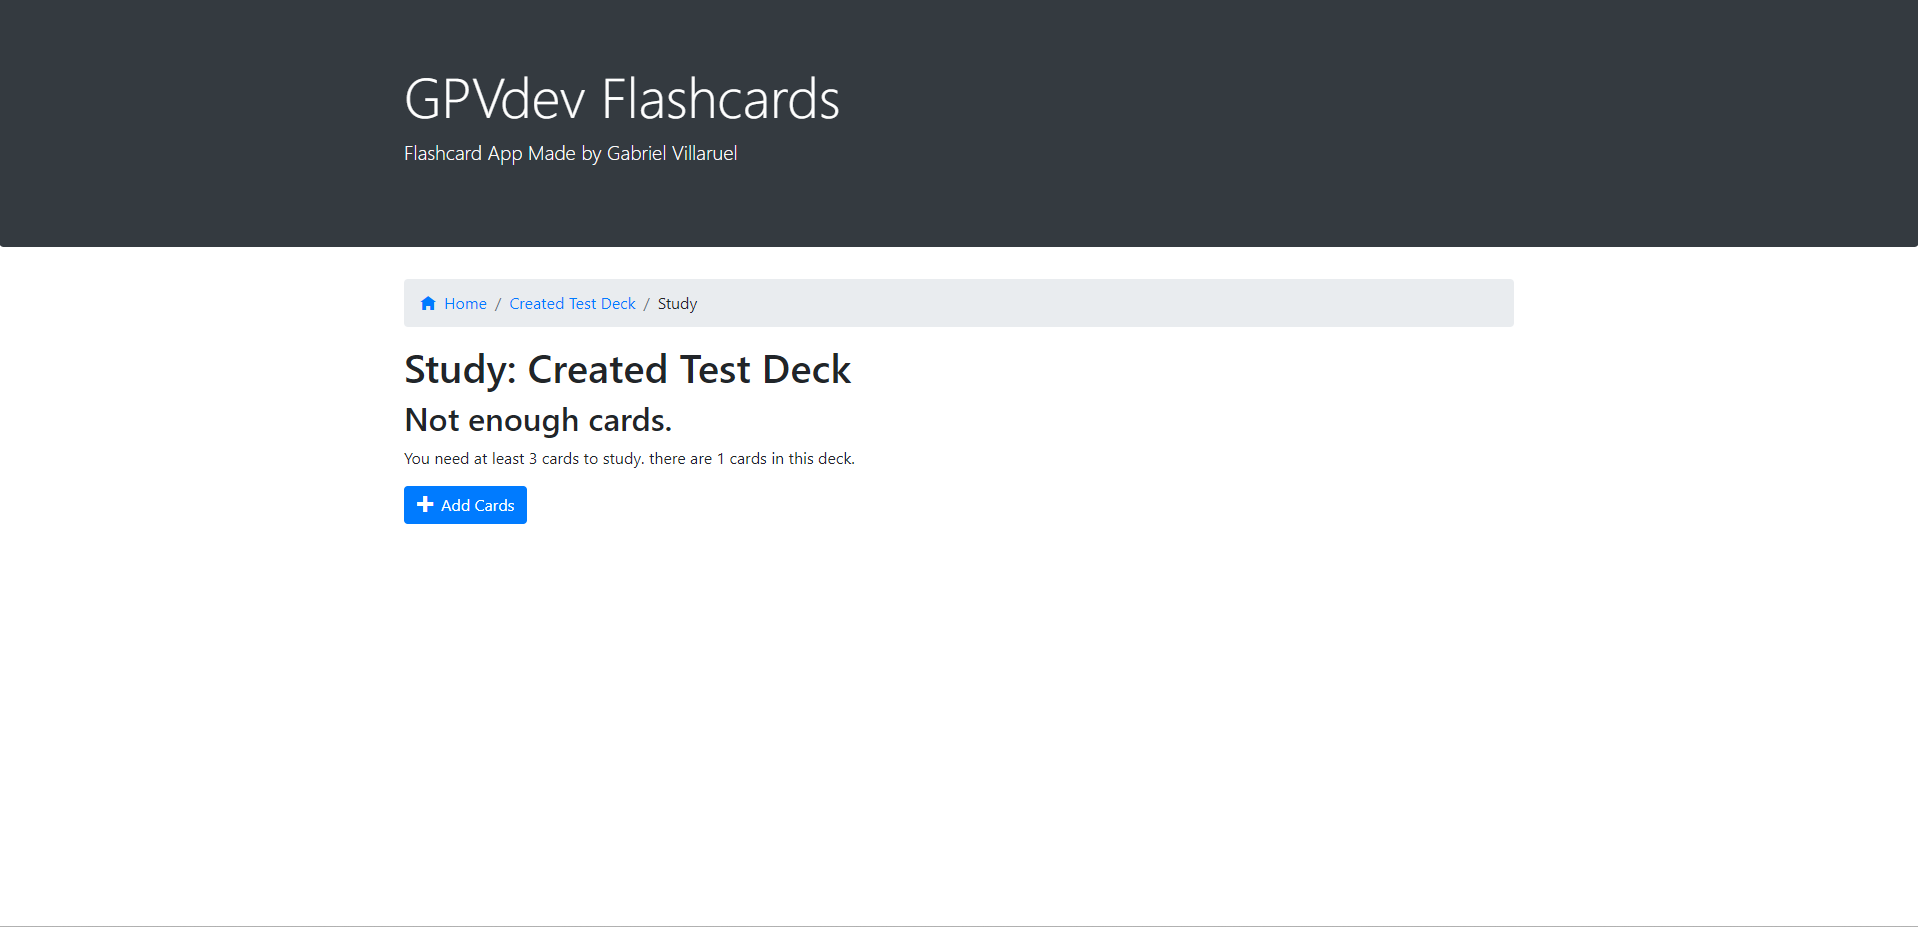 GPVdev Flashcards
Flashcard App Made by Gabriel Villaruel
Home / Created Test Deck / Study
Study: Created Test Deck
Not enough cards.
You need at least 3 cards to study. there are 1 cards in this deck.
Add Cards